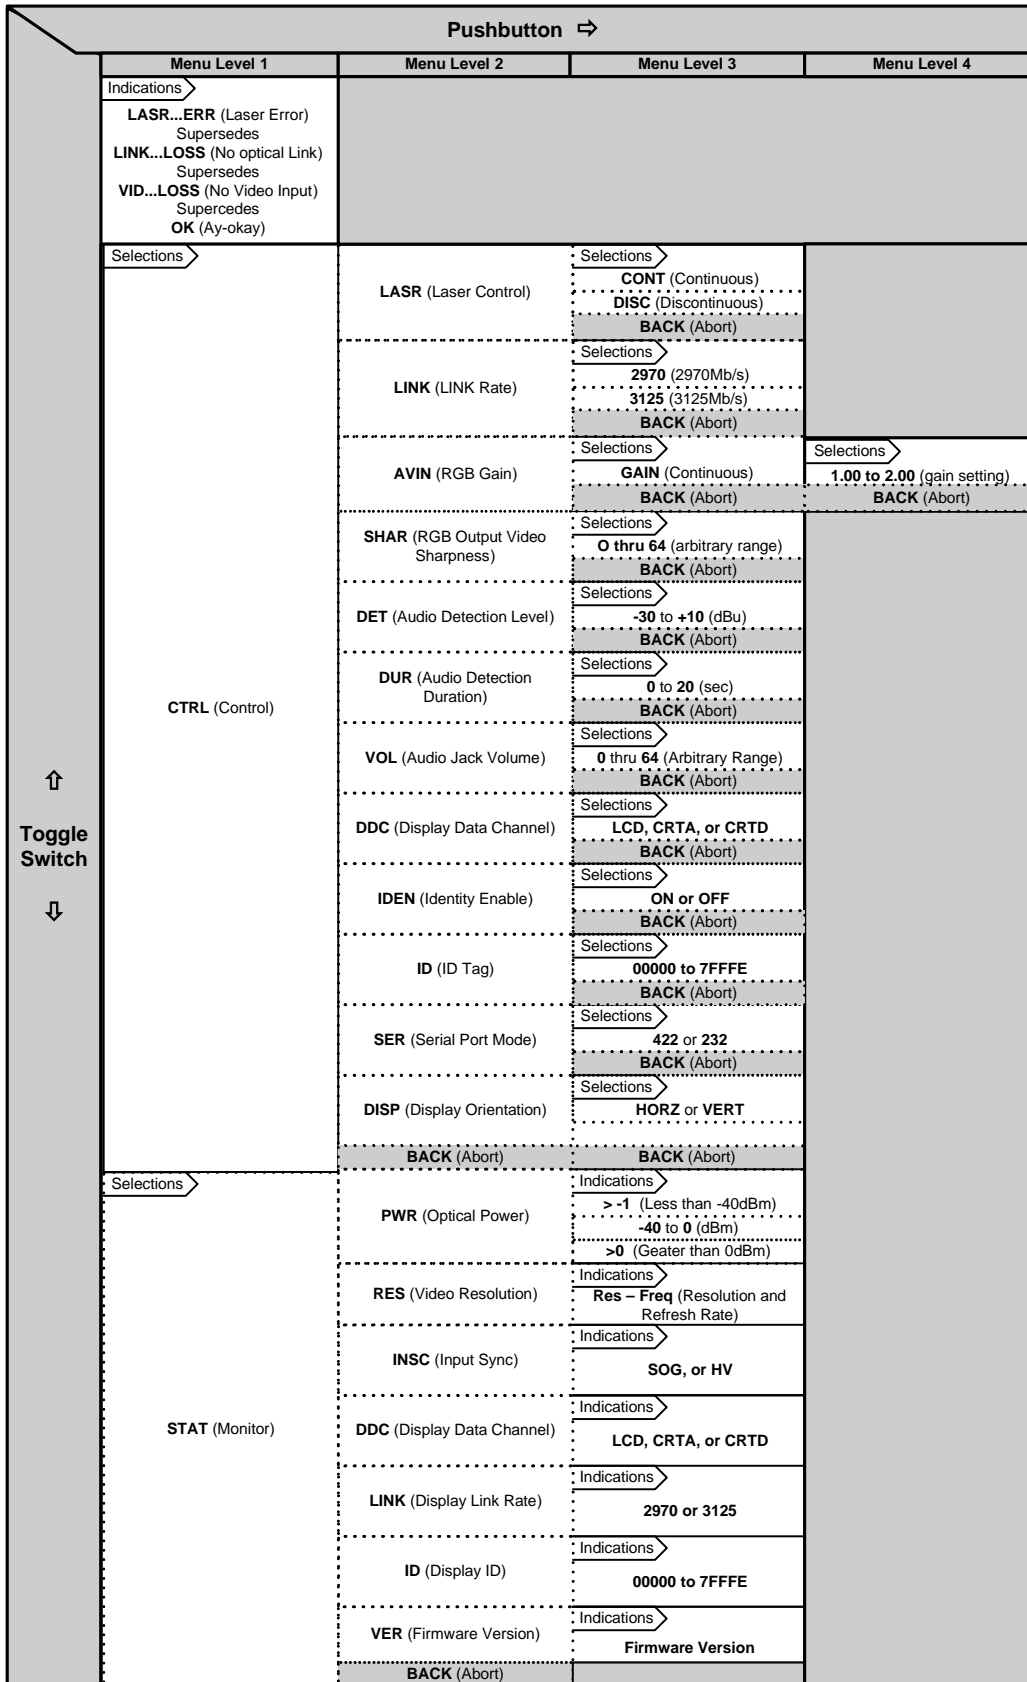 Pushbutton ⇨
Menu Level 1
Menu Level 2
Menu Level 3
Menu Level 4
Toggle
Switch
⇧
⇩
Indications
LASR...ERR (Laser Error)
Supersedes
LINK...LOSS (No optical Link)
Supersedes
VID...LOSS (No Video Input)
Supercedes
OK (Ay-okay)
Selections
CTRL (Control)
LASR (Laser Control)
Selections
CONT (Continuous)
DISC (Discontinuous)
BACK (Abort)
LINK (LINK Rate)
Selections
2970 (2970Mb/s)
3125 (3125Mb/s)
BACK (Abort)
AVIN (RGB Gain)
Selections
GAIN (Continuous)
BACK (Abort)
Selections
1.00 to 2.00 (gain setting)
BACK (Abort)
SHAR (RGB Output Video
Sharpness)
Selections
O thru 64 (arbitrary range)
BACK (Abort)
DET (Audio Detection Level)
Selections
-30 to +10 (dBu)
BACK (Abort)
DUR (Audio Detection
Duration)
Selections
0 to 20 (sec)
BACK (Abort)
VOL (Audio Jack Volume)
Selections
0 thru 64 (Arbitrary Range)
BACK (Abort)
DDC (Display Data Channel)
Selections
LCD, CRTA, or CRTD
BACK (Abort)
IDEN (Identity Enable)
Selections
ON or OFF
BACK (Abort)
ID (ID Tag)
Selections
00000 to 7FFFE
BACK (Abort)
SER (Serial Port Mode)
Selections
422 or 232
BACK (Abort)
DISP (Display Orientation)
Selections
HORZ or VERT
BACK (Abort)
BACK (Abort)
Selections
STAT (Monitor)
PWR (Optical Power)
Indications
> -1 (Less than -40dBm)
-40 to 0 (dBm)
>0 (Geater than 0dBm)
RES (Video Resolution)
Indications
Res – Freq (Resolution and
Refresh Rate)
INSC (Input Sync)
Indications
SOG, or HV
DDC (Display Data Channel)
Indications
LCD, CRTA, or CRTD
LINK (Display Link Rate)
Indications
2970 or 3125
ID (Display ID)
Indications
00000 to 7FFFE
VER (Firmware Version)
Indications
Firmware Version
BACK (Abort)